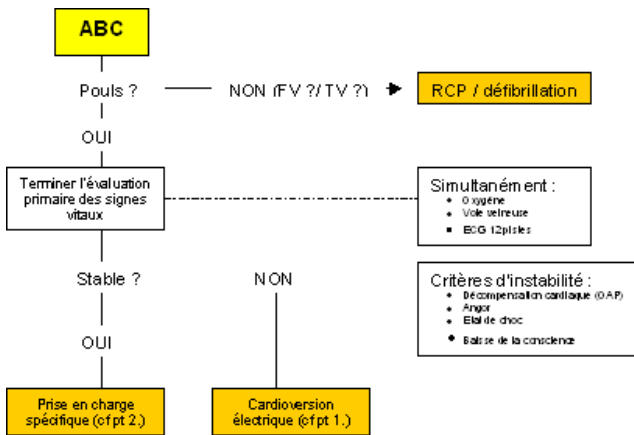 ABC
Pouls ?
NON (FV ?/ TV ?)
RCP / défibrillation
OUI
Terminer l'évaluation
primaire des signes
vitaux
Simultanément :
Oxygène
Voie veineuse
ECG 12 pistes
Stable ?
NON
Critères d'instabilité :
Décompensation cardiaque (OAP)
Angor
Etat de choc
Baisse de la conscience
OUI
Prise en charge
spécifique (cf pt 2.)
Cardioversion
électrique (cf pt 1.)